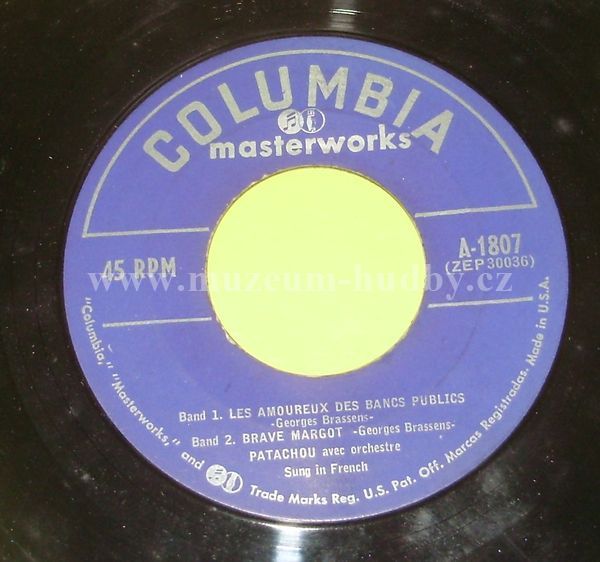 COLUMBIA
masterworks
45 RPM
A-1807
(ZEP30036)
www.muzeum-hudby.cz
Band 1. LES AMOUREUX DES BANCS PUBLICS
-Georges Brassens-
Band 2. BRAVE MARGOT -Georges Brassens-
PATACHOU avec orchestre
Sung in French
"Columbia," "Masterworks," and Trade Marks Reg. U.S. Pat. Off. Marcas Registradas. Made in U.S.A.